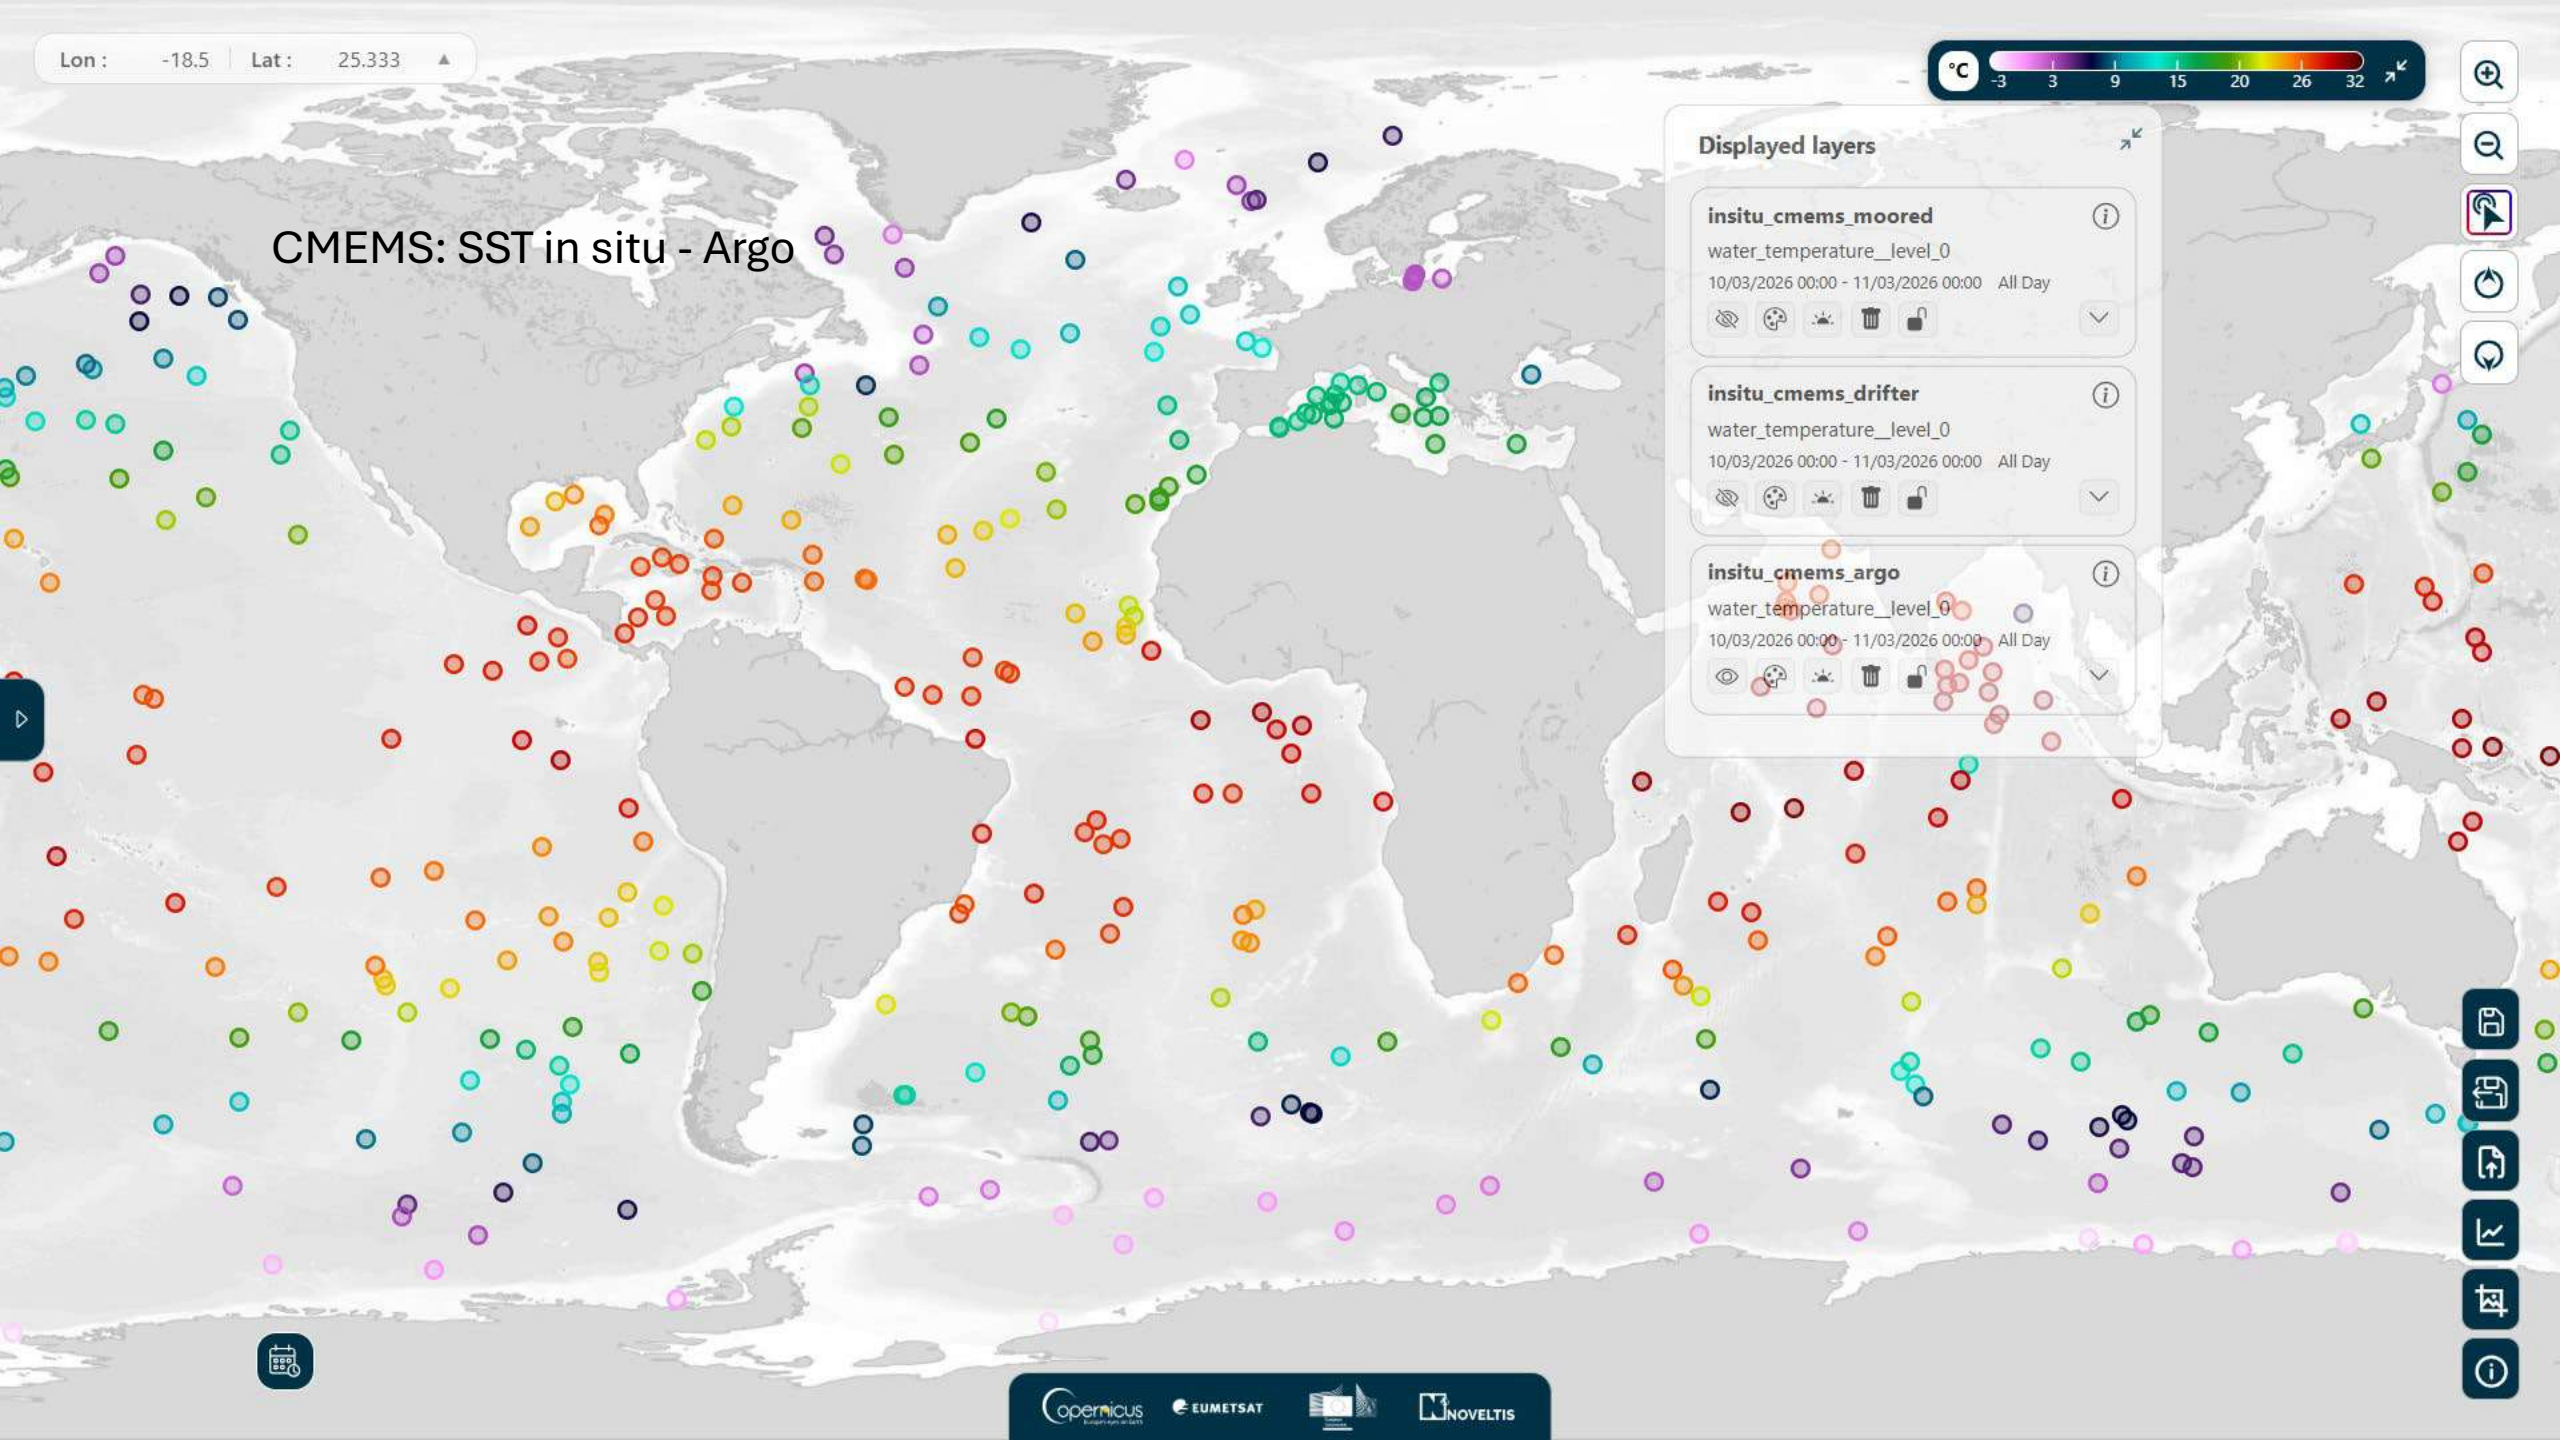 Lon : -18.5 Lat : 25.333
°C
-3 3 9 15 20 26 32
CMEMS: SST in situ - Argo
Displayed layers
insitu_cmems_moored
water_temperature__level_0
10/03/2026 00:00 - 11/03/2026 00:00 All Day
insitu_cmems_drifter
water_temperature__level_0
10/03/2026 00:00 - 11/03/2026 00:00 All Day
insitu_cmems_argo
water_temperature__level_0
10/03/2026 00:00 - 11/03/2026 00:00 All Day
opernicus EUMETSAT NOVELTIS